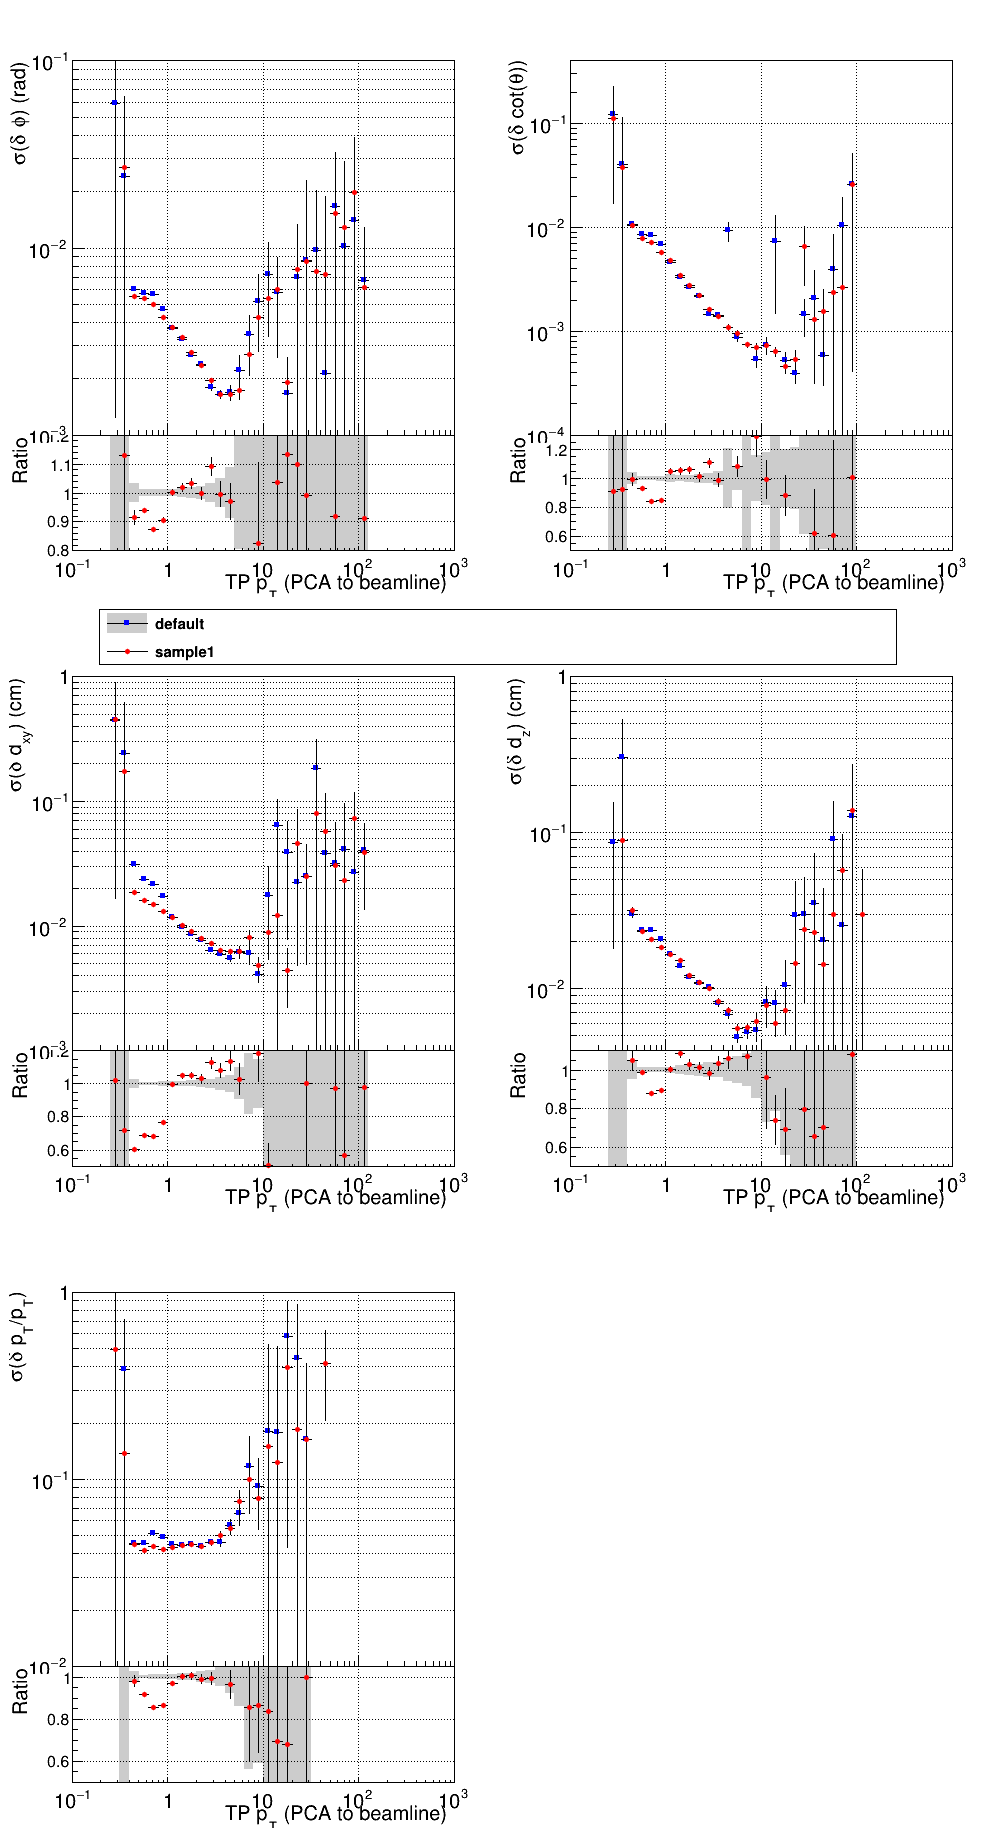 σ(δ φ) (rad)
10⁻¹
10⁻²
10⁻³
Ratio
1.2
1.1
1
0.9
0.8
10⁻¹ 1 10 10² 10³
TP p_T (PCA to beamline)
σ(δ cot(θ))
10⁻¹
10⁻²
10⁻³
10⁻⁴
Ratio
1.2
1
0.8
0.6
10⁻¹ 1 10 10² 10³
TP p_T (PCA to beamline)
default
sample1
σ(δ d_xy) (cm)
1
10⁻¹
10⁻²
10⁻³
Ratio
1.2
1
0.8
0.6
10⁻¹ 1 10 10² 10³
TP p_T (PCA to beamline)
σ(δ d_z) (cm)
1
10⁻¹
10⁻²
Ratio
1
0.8
0.6
10⁻¹ 1 10 10² 10³
TP p_T (PCA to beamline)
σ(δ p_T/p_T)
1
10⁻¹
10⁻²
Ratio
1
0.8
0.6
10⁻¹ 1 10 10² 10³
TP p_T (PCA to beamline)